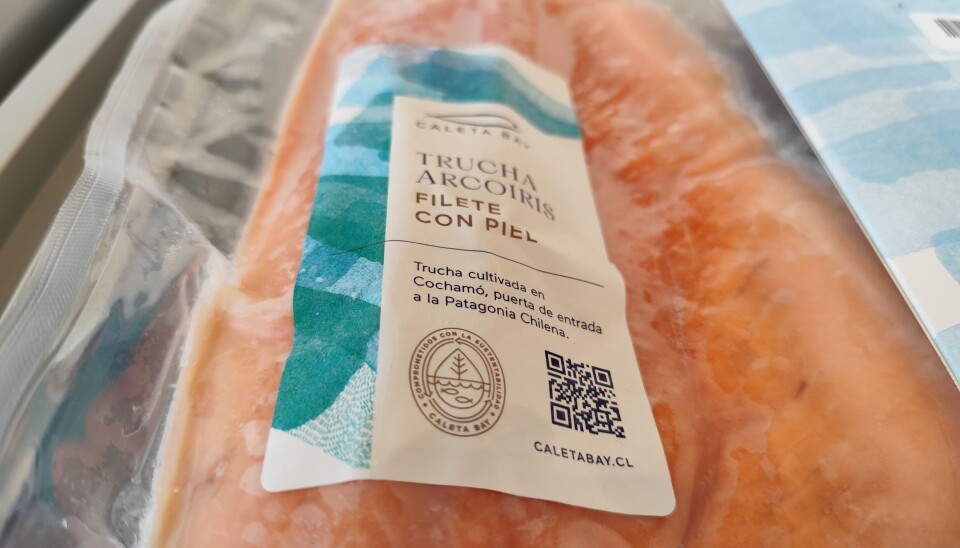 CALETA BAY
TRUCHA
ARCOIRIS
FILETE
CON PIEL
Trucha cultivada en
Cochamó, puerta de entrada
a la Patagonia Chilena.
COMPROMETIDOS CON LA SUSTENTABILIDAD
CALETA BAY
CALETABAY.CL